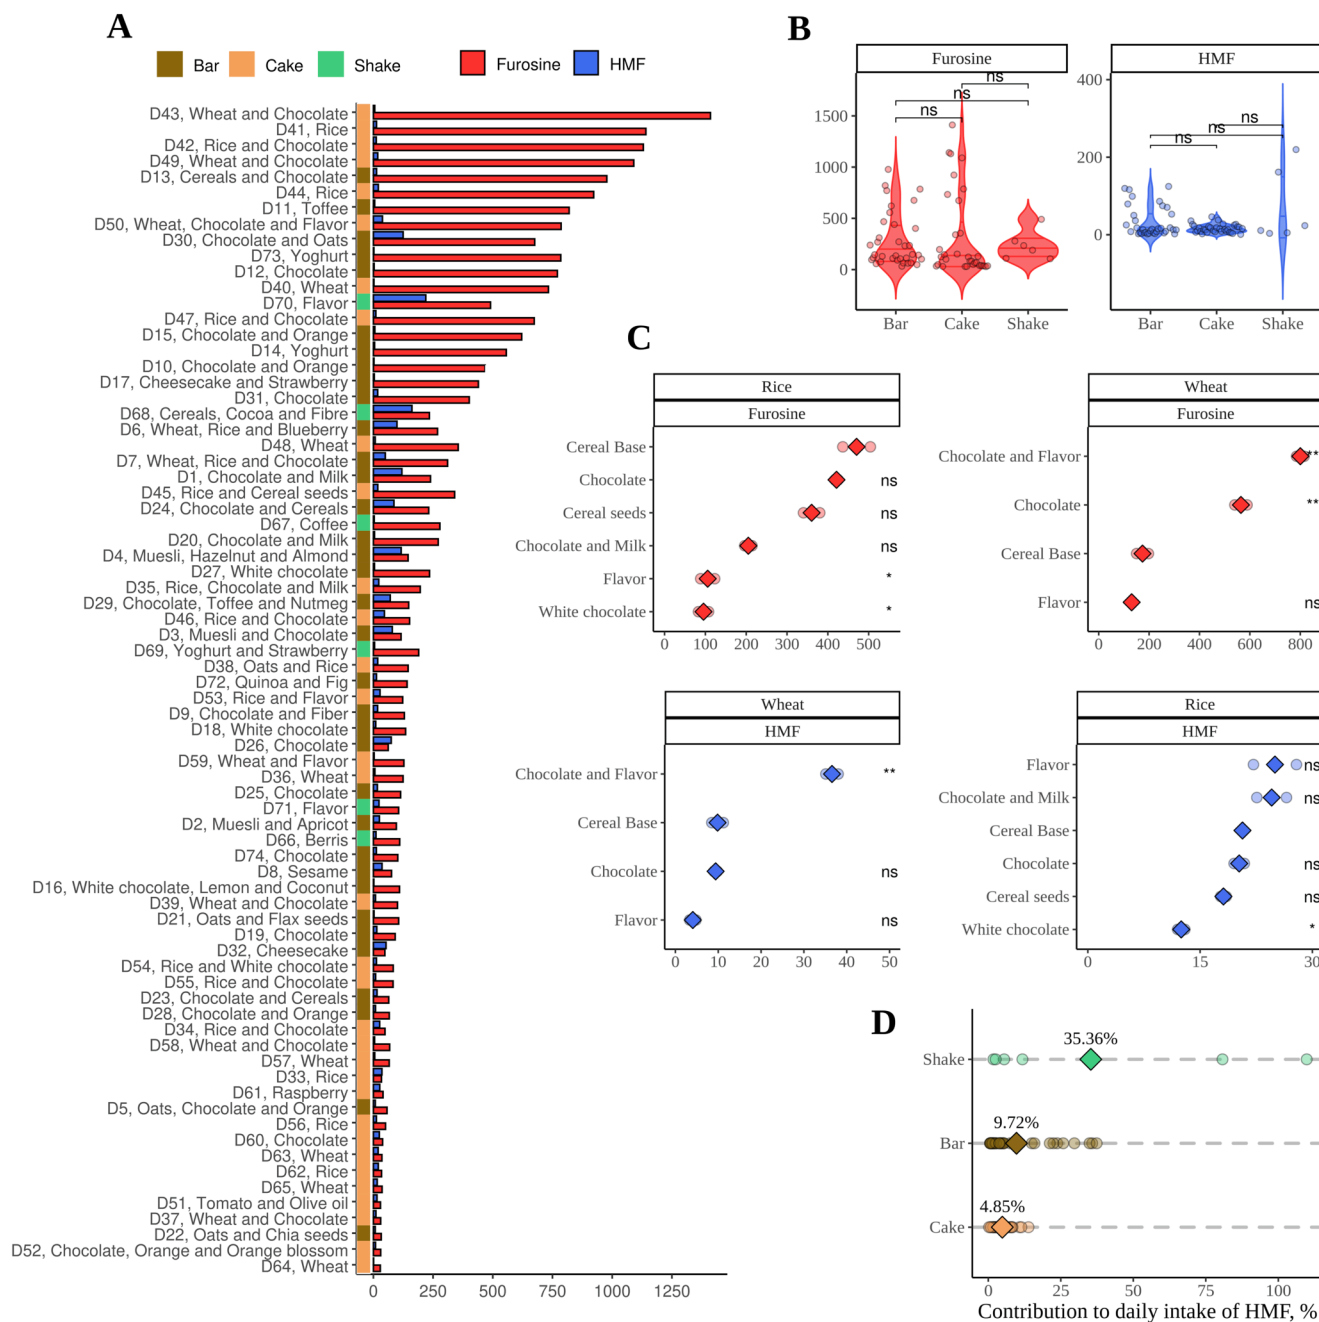 A
Bar
Cake
Shake
Furosine
HMF
D43, Wheat and Chocolate
D41, Rice
D42, Rice and Chocolate
D49, Wheat and Chocolate
D13, Cereals and Chocolate
D44, Rice
D11, Toffee
D50, Wheat, Chocolate and Flavor
D30, Chocolate and Oats
D73, Yoghurt
D12, Chocolate
D40, Wheat
D70, Flavor
D47, Rice and Chocolate
D15, Chocolate and Orange
D14, Yoghurt
D10, Chocolate and Orange
D17, Cheesecake and Strawberry
D31, Chocolate
D68, Cereals, Cocoa and Fibre
D6, Wheat, Rice and Blueberry
D48, Wheat
D7, Wheat, Rice and Chocolate
D1, Chocolate and Milk
D45, Rice and Cereal seeds
D24, Chocolate and Cereals
D67, Coffee
D20, Chocolate and Milk
D4, Muesli, Hazelnut and Almond
D27, White chocolate
D35, Rice, Chocolate and Milk
D29, Chocolate, Toffee and Nutmeg
D46, Rice and Chocolate
D3, Muesli and Chocolate
D69, Yoghurt and Strawberry
D38, Oats and Rice
D72, Quinoa and Fig
D53, Rice and Flavor
D9, Chocolate and Fiber
D18, White chocolate
D26, Chocolate
D59, Wheat and Flavor
D36, Wheat
D25, Chocolate
D71, Flavor
D2, Muesli and Apricot
D66, Berris
D74, Chocolate
D8, Sesame
D16, White chocolate, Lemon and Coconut
D39, Wheat and Chocolate
D21, Oats and Flax seeds
D19, Chocolate
D32, Cheesecake
D54, Rice and White chocolate
D55, Rice and Chocolate
D23, Chocolate and Cereals
D28, Chocolate and Orange
D34, Rice and Chocolate
D58, Wheat and Chocolate
D57, Wheat
D33, Rice
D61, Raspberry
D5, Oats, Chocolate and Orange
D56, Rice
D60, Chocolate
D63, Wheat
D62, Rice
D65, Wheat
D51, Tomato and Olive oil
D37, Wheat and Chocolate
D22, Oats and Chia seeds
D52, Chocolate, Orange and Orange blossom
D64, Wheat
0 250 500 750 1000 1250
B
Furosine
ns
ns
ns
1500
1000
500
0
Bar Cake Shake
HMF
400
ns
ns
ns
200
0
Bar Cake Shake
C
Rice
Furosine
Cereal Base
Chocolate ns
Cereal seeds ns
Chocolate and Milk ns
Flavor *
White chocolate *
0 100 200 300 400 500
Wheat
Furosine
Chocolate and Flavor **
Chocolate **
Cereal Base
Flavor ns
0 200 400 600 800
Wheat
HMF
Chocolate and Flavor **
Cereal Base
Chocolate ns
Flavor ns
0 10 20 30 40 50
Rice
HMF
Flavor ns
Chocolate and Milk ns
Cereal Base
Chocolate ns
Cereal seeds ns
White chocolate *
0 15 30
D
35.36%
Shake
9.72%
Bar
4.85%
Cake
0 25 50 75 100
Contribution to daily intake of HMF, %